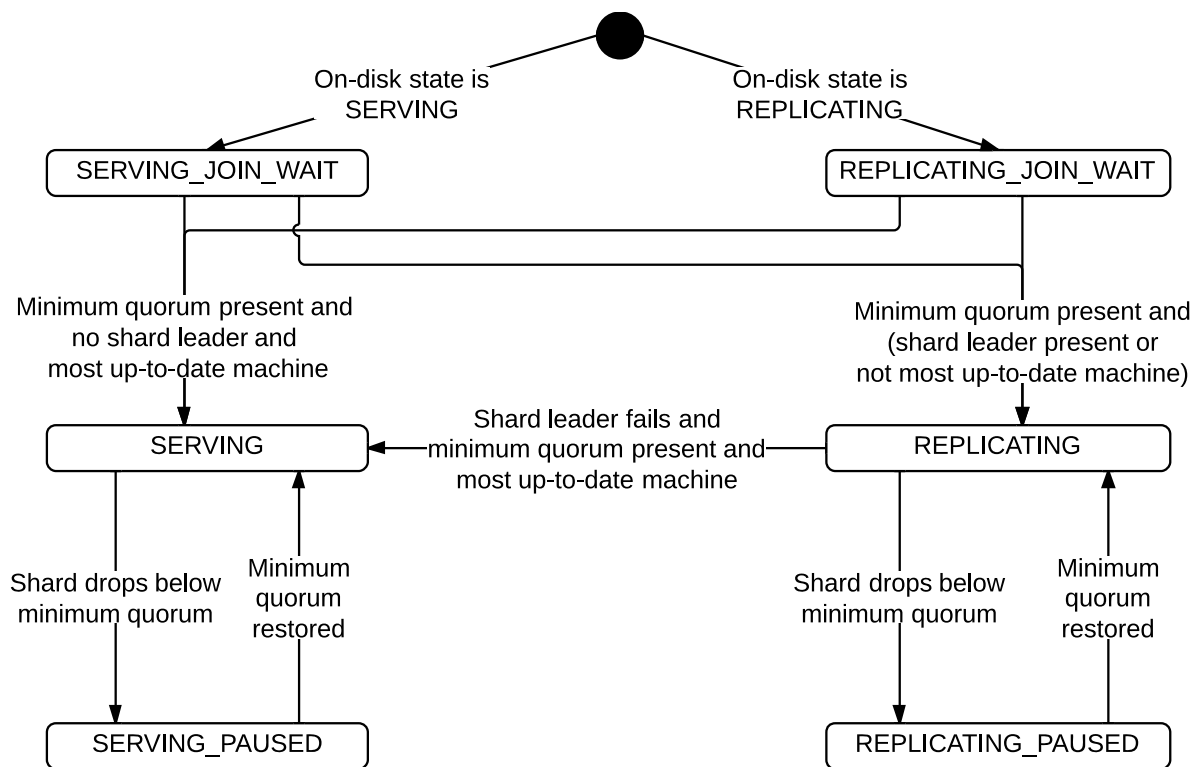 On-disk state is
SERVING
On-disk state is
REPLICATING
SERVING_JOIN_WAIT
REPLICATING_JOIN_WAIT
Minimum quorum present and
no shard leader and
most up-to-date machine
Minimum quorum present and
(shard leader present or
not most up-to-date machine)
SERVING
Shard leader fails and
minimum quorum present and
most up-to-date machine
REPLICATING
Shard drops below
minimum quorum
Minimum
quorum
restored
Shard drops below
minimum quorum
Minimum
quorum
restored
SERVING_PAUSED
REPLICATING_PAUSED